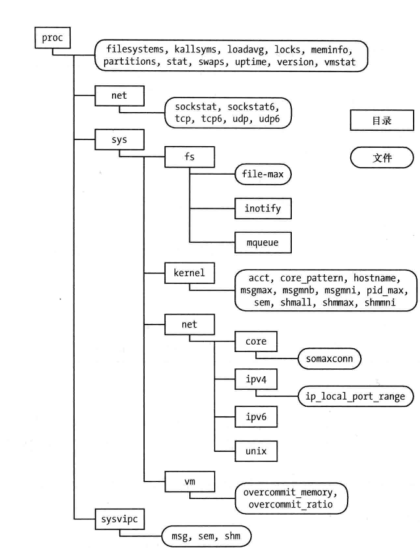 proc
filesystems, kallsyms, loadavg, locks, meminfo,
partitions, stat, swaps, uptime, version, vmstat
net
sockstat, sockstat6,
tcp, tcp6, udp, udp6
目录
sys
fs
文件
file-max
inotify
mqueue
kernel
acct, core_pattern, hostname,
msgmax, msgmnb, msgmni, pid_max,
sem, shmall, shmmax, shmmni
net
core
somaxconn
ipv4
ip_local_port_range
ipv6
unix
vm
overcommit_memory,
overcommit_ratio
sysvipc
msg, sem, shm